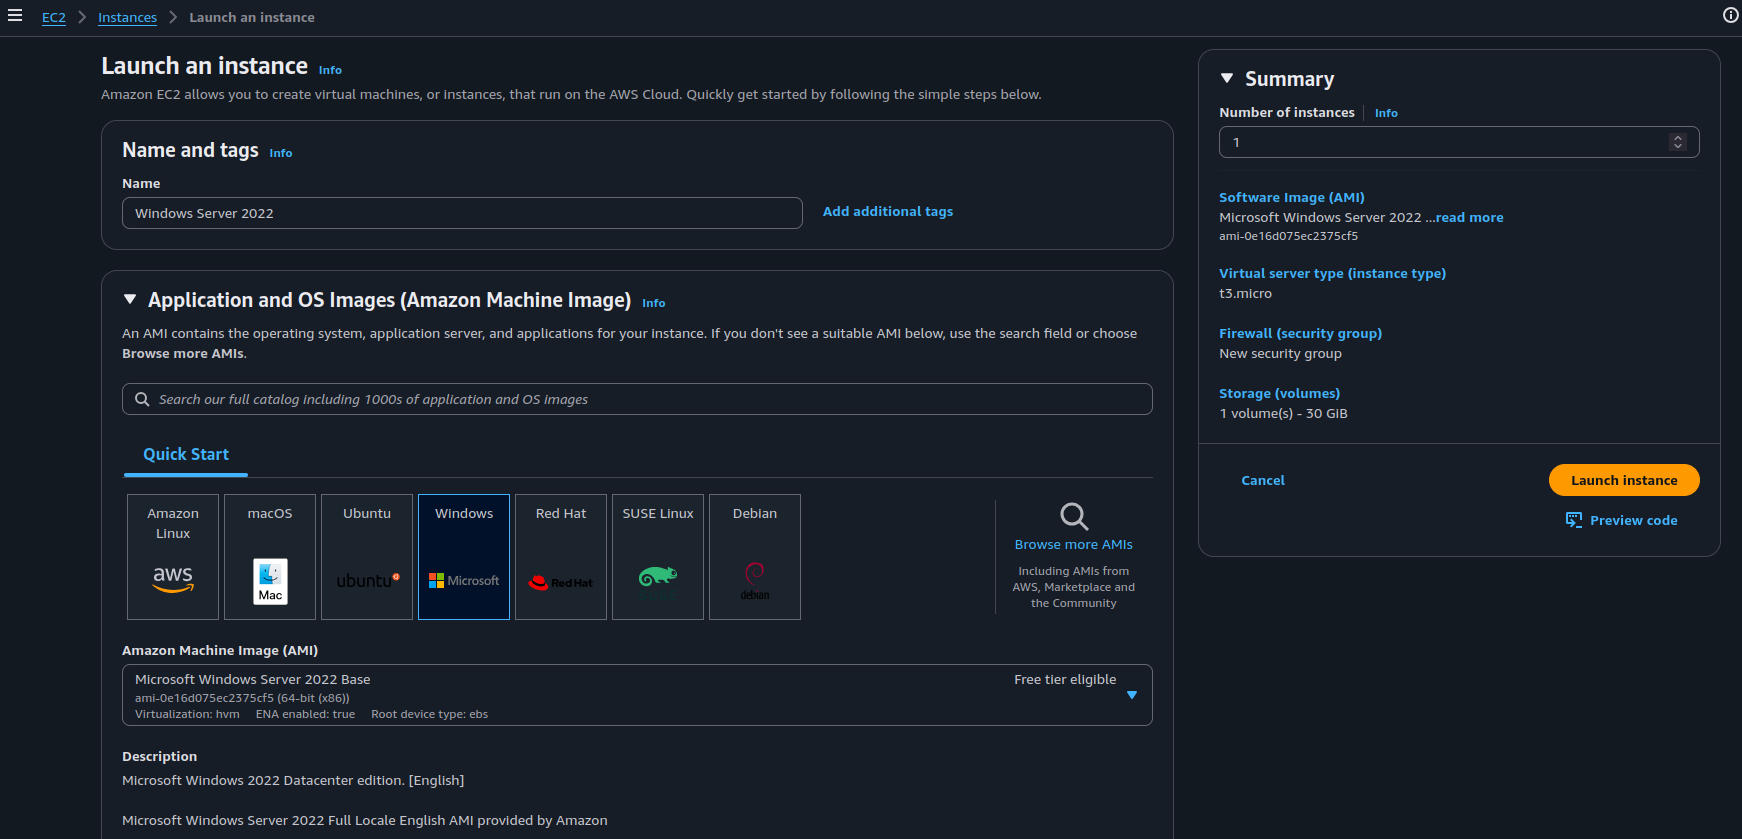 EC2 > Instances > Launch an instance
Launch an instance Info
Amazon EC2 allows you to create virtual machines, or instances, that run on the AWS Cloud. Quickly get started by following the simple steps below.
Name and tags Info
Name
Windows Server 2022
Add additional tags
Application and OS Images (Amazon Machine Image) Info
An AMI contains the operating system, application server, and applications for your instance. If you don't see a suitable AMI below, use the search field or choose
Browse more AMIs.
Search our full catalog including 1000s of application and OS images
Quick Start
Amazon
Linux
aws
macOS
Mac
Ubuntu
ubuntu
Windows
Microsoft
Red Hat
Red Hat
SUSE Linux
Debian
debian
Browse more AMIs
Including AMIs from
AWS, Marketplace and
the Community
Amazon Machine Image (AMI)
Microsoft Windows Server 2022 Base
Free tier eligible
ami-0e16d075ec2375cf5 (64-bit (x86))
Virtualization: hvm ENA enabled: true Root device type: ebs
Description
Microsoft Windows 2022 Datacenter edition. [English]
Microsoft Windows Server 2022 Full Locale English AMI provided by Amazon
Summary
Number of instances Info
1
Software Image (AMI)
Microsoft Windows Server 2022 ...read more
ami-0e16d075ec2375cf5
Virtual server type (instance type)
t3.micro
Firewall (security group)
New security group
Storage (volumes)
1 volume(s) - 30 GiB
Cancel
Launch instance
Preview code